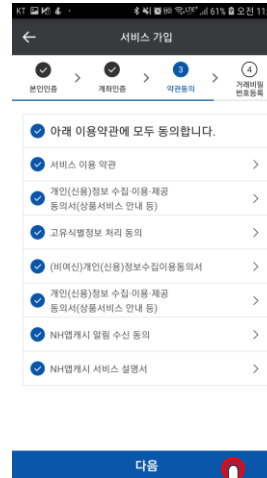 KT
61% 오전 11
서비스 가입
본인인증
계좌인증
3
약관동의
4
거래비밀
번호등록
아래 이용약관에 모두 동의합니다.
서비스 이용 약관
개인(신용)정보 수집·이용·제공
동의서(상품서비스 안내 등)
고유식별정보 처리 동의
(비여신)개인(신용)정보수집이용동의서
개인(신용)정보 수집·이용·제공
동의서(상품서비스 안내 등)
NH앱캐시 알림 수신 동의
NH앱캐시 서비스 설명서
다음